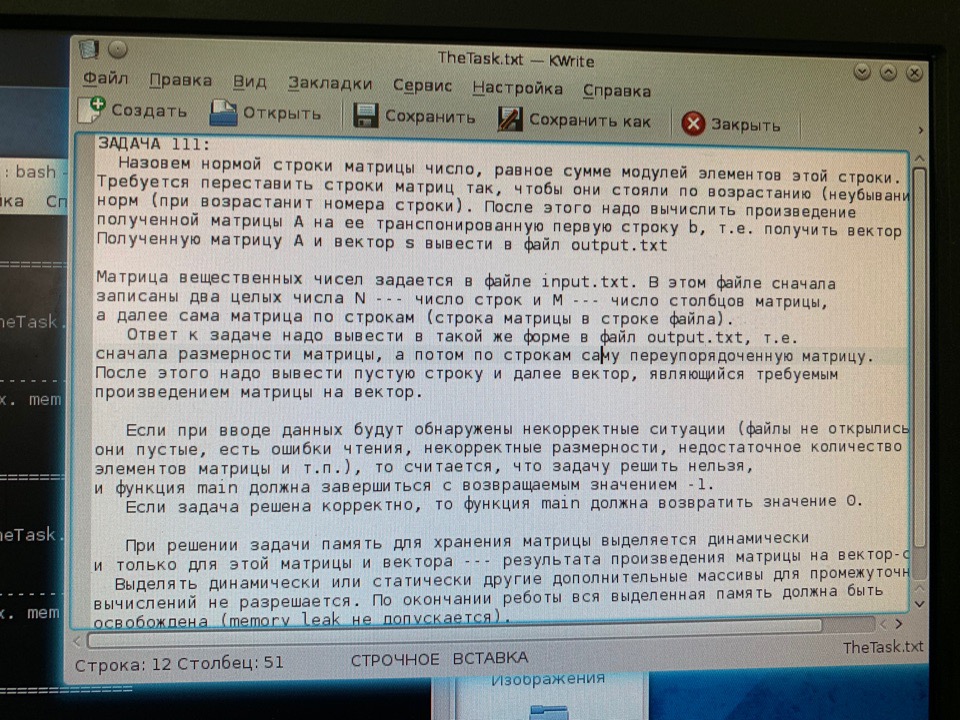 TheTask.txt — KWrite
Файл Правка Вид Закладки Сервис Настройка Справка
Создать Открыть Сохранить Сохранить как Закрыть
ЗАДАЧА 111:
Назовем нормой строки матрицы число, равное сумме модулей элементов этой строки.
Требуется переставить строки матриц так, чтобы они стояли по возрастанию (неубывани
норм (при возрастанит номера строки). После этого надо вычислить произведение
полученной матрицы A на ее транспонированную первую строку b, т.е. получить вектор
Полученную матрицу A и вектор s вывести в файл output.txt
Матрица вещественных чисел задается в файле input.txt. В этом файле сначала
записаны два целых числа N --- число строк и M --- число столбцов матрицы,
а далее сама матрица по строкам (строка матрицы в строке файла).
Ответ к задаче надо вывести в такой же форме в файл output.txt, т.е.
сначала размерности матрицы, а потом по строкам саму переупорядоченную матрицу.
После этого надо вывести пустую строку и далее вектор, являющийся требуемым
произведением матрицы на вектор.
Если при вводе данных будут обнаружены некорректные ситуации (файлы не открылись
они пустые, есть ошибки чтения, некорректные размерности, недостаточное количество
элементов матрицы и т.п.), то считается, что задачу решить нельзя,
и функция main должна завершиться с возвращаемым значением -1.
Если задача решена корректно, то функция main должна возвратить значение 0.
При решении задачи память для хранения матрицы выделяется динамически
и только для этой матрицы и вектора --- результата произведения матрицы на вектор-с
Выделять динамически или статически другие дополнительные массивы для промежуточн
вычислений не разрешается. По окончании работы вся выделенная память должна быть
освобождена (memory leak не допускается).
Строка: 12 Столбец: 51 СТРОЧНОЕ ВСТАВКА TheTask.txt
: bash
ка Сп
heTask.
x. mem
heTask.
x. mem
Изображения